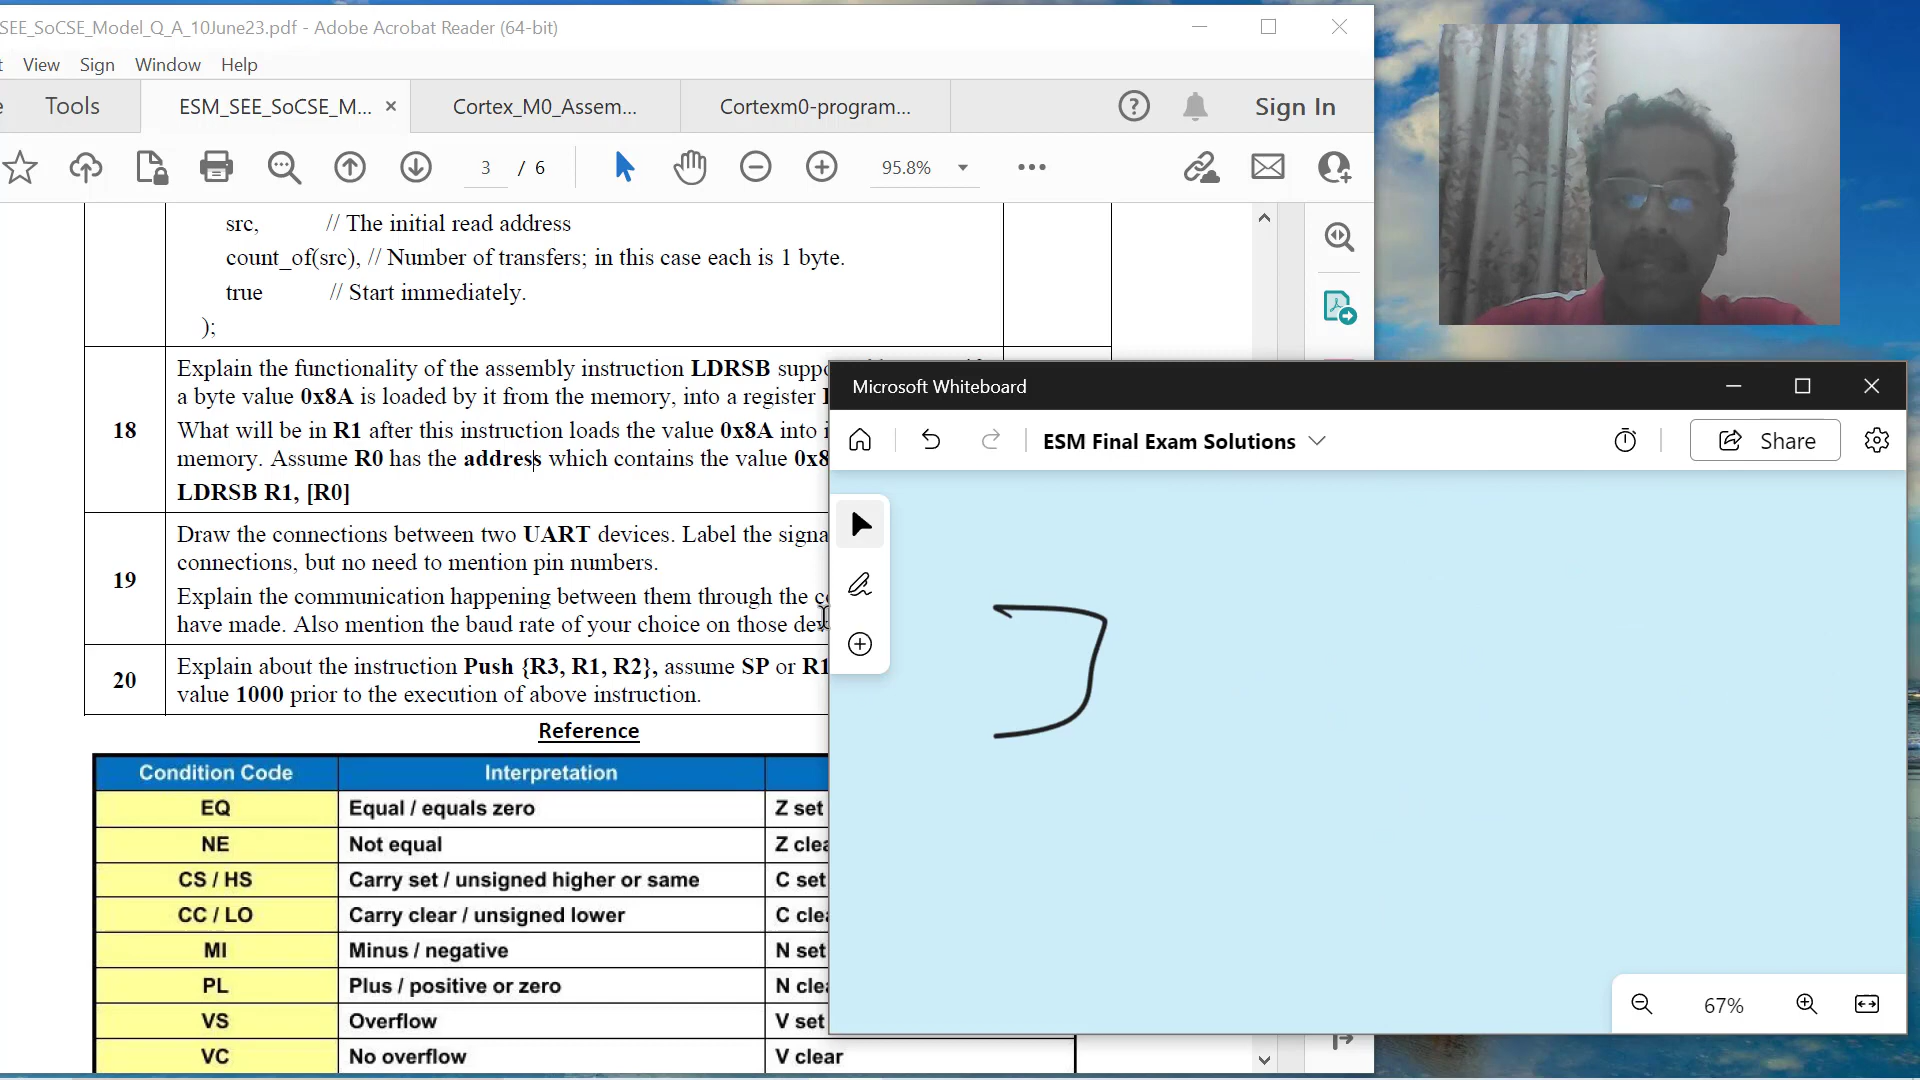 SEE_SoCSE_Model_Q_A_10June23.pdf - Adobe Acrobat Reader (64-bit)
View Sign Window Help
Tools ESM_SEE_SoCSE_M... Cortex_M0_Assem... Cortexm0-program... Sign In
3 / 6 95.8%
src, // The initial read address
count_of(src), // Number of transfers; in this case each is 1 byte.
true // Start immediately.
);
18
Explain the functionality of the assembly instruction LDRSB
a byte value 0x8A is loaded by it from the memory, into a register
What will be in R1 after this instruction loads the value 0x8A into
memory. Assume R0 has the address which contains the value
LDRSB R1, [R0]
19
Draw the connections between two UART devices. Label the
connections, but no need to mention pin numbers.
Explain the communication happening between them through the
have made. Also mention the baud rate of your choice on those
20
Explain about the instruction Push {R3, R1, R2}, assume SP or
value 1000 prior to the execution of above instruction.
Reference
Condition Code Interpretation
EQ Equal / equals zero Z set
NE Not equal Z
CS / HS Carry set / unsigned higher or same C set
CC / LO Carry clear / unsigned lower C
MI Minus / negative N set
PL Plus / positive or zero N
VS Overflow V set
VC No overflow V clear
Microsoft Whiteboard
ESM Final Exam Solutions Share
67%